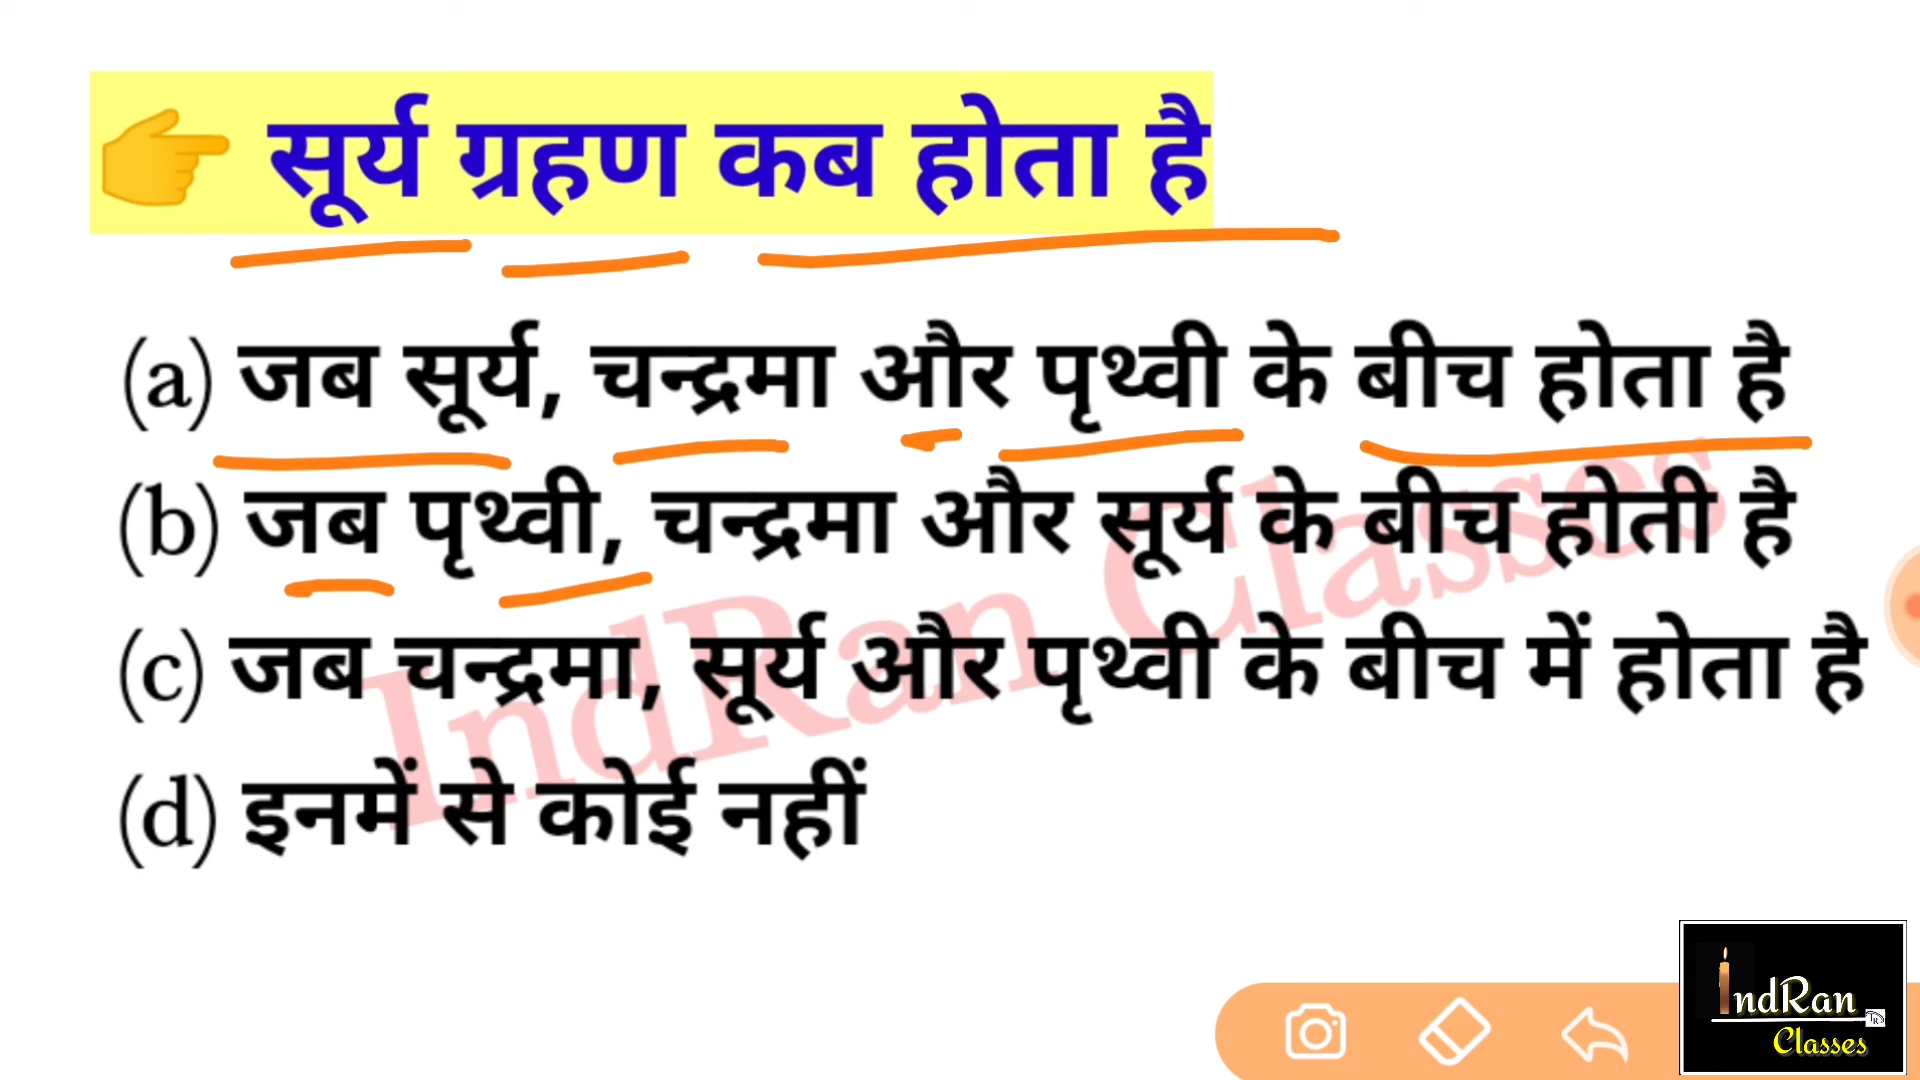 👉 सूर्य ग्रहण कब होता है
(a) जब सूर्य, चन्द्रमा और पृथ्वी के बीच होता है
(b) जब पृथ्वी, चन्द्रमा और सूर्य के बीच होती है
(c) जब चन्द्रमा, सूर्य और पृथ्वी के बीच में होता है
(d) इनमें से कोई नहीं
IndRan Classes
IndRan
Classes